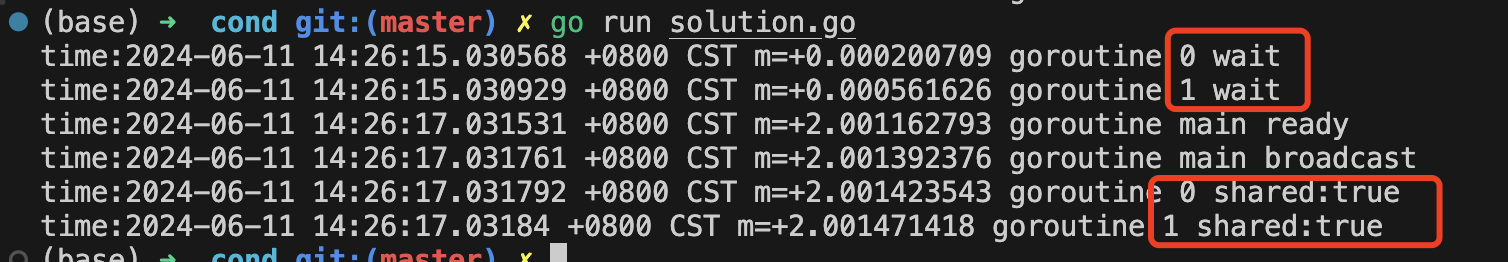 (base) ➜ cond git:(master) ✗ go run solution.go
time:2024-06-11 14:26:15.030568 +0800 CST m=+0.000200709 goroutine 0 wait
time:2024-06-11 14:26:15.030929 +0800 CST m=+0.000561626 goroutine 1 wait
time:2024-06-11 14:26:17.031531 +0800 CST m=+2.001162793 goroutine main ready
time:2024-06-11 14:26:17.031761 +0800 CST m=+2.001392376 goroutine main broadcast
time:2024-06-11 14:26:17.031792 +0800 CST m=+2.001423543 goroutine 0 shared:true
time:2024-06-11 14:26:17.03184 +0800 CST m=+2.001471418 goroutine 1 shared:true
(base) ➜ cond git:(master) ✗